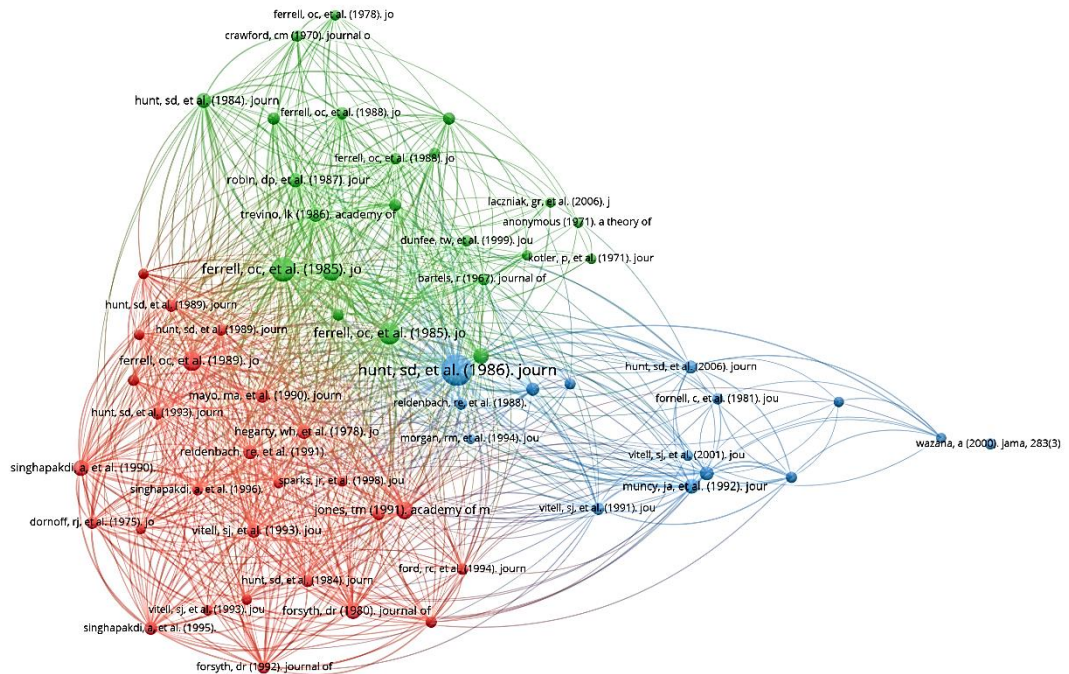 ferrell, oc, et al. (1978). jo
crawford, cm (1970). journal o
hunt, sd, et al. (1984). journ
ferrell, oc, et al. (1988). jo
ferrell, oc, et al. (1988). jo
robin, dp, et al. (1987). jour
laczniak, gr, et al. (2006). j
trevino, lk (1986). academy of
anonymous (1971). a theory of
dunfee, tw, et al. (1999). jou
kotler, p, et al. (1971). jour
ferrell, oc, et al. (1985). jo
bartels, r (1967). journal of
hunt, sd, et al. (1989). journ
hunt, sd, et al. (1989). journ
ferrell, oc, et al. (1985). jo
ferrell, oc, et al. (1989). jo
hunt, sd, et al. (1986). journ
hunt, sd, et al. (2006). journ
mayo, ma, et al. (1990). journ
reidenbach, re, et al. (1988).
fornell, c, et al. (1981). jou
hunt, sd, et al. (1993). journ
hegarty, wh, et al. (1978). jo
morgan, rm, et al. (1994). jou
wazana, a (2000). jama, 283(3)
reidenbach, re, et al. (1991).
vitell, sj, et al. (2001). jou
singhapakdi, a, et al. (1990).
sparks, jr, et al. (1998). jou
muncy, ja, et al. (1992). jour
singhapakdi, a, et al. (1996).
vitell, sj, et al. (1991). jou
jones, tm (1991). academy of m
dornoff, rj, et al. (1975). jo
vitell, sj, et al. (1993). jou
ford, rc, et al. (1994). journ
hunt, sd, et al. (1984). journ
vitell, sj, et al. (1993). jou
forsyth, dr (1980). journal of
singhapakdi, a, et al. (1995).
forsyth, dr (1992). journal of